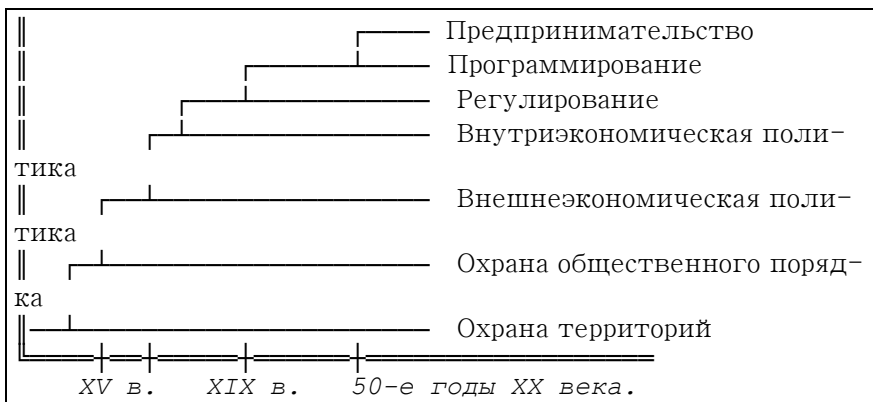 Предпринимательство
Программирование
Регулирование
Внутриэкономическая поли-
тика
Внешнеэкономическая поли-
тика
Охрана общественного поряд-
ка
Охрана территорий
XV в. XIX в. 50-е годы XX века.